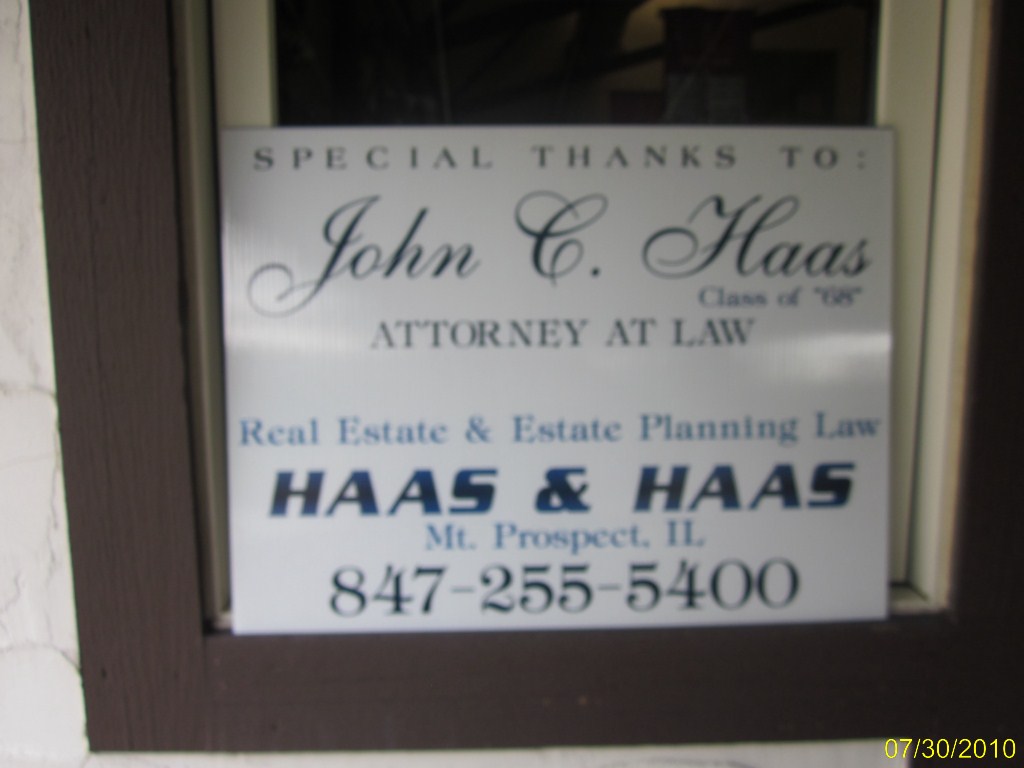 SPECIAL THANKS TO:
John C. Haas
Class of "68"
ATTORNEY AT LAW
Real Estate & Estate Planning Law
HAAS & HAAS
Mt. Prospect, IL
847-255-5400
07/30/2010